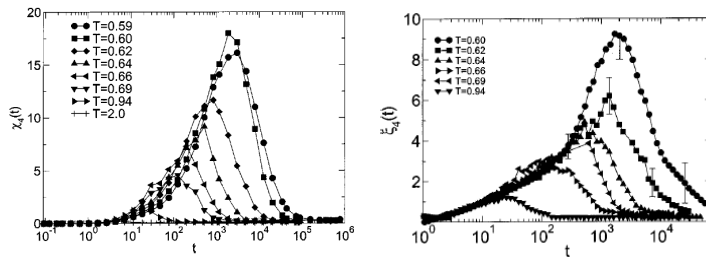 20
15
10
5
0
χ4(t)
T=0.59
T=0.60
T=0.62
T=0.64
T=0.66
T=0.69
T=0.94
T=2.0
10-1 100 101 102 103 104 105 106
t
10
8
6
4
2
ξ4(t)
T=0.60
T=0.62
T=0.64
T=0.66
T=0.69
T=0.94
100 101 102 103 104
t